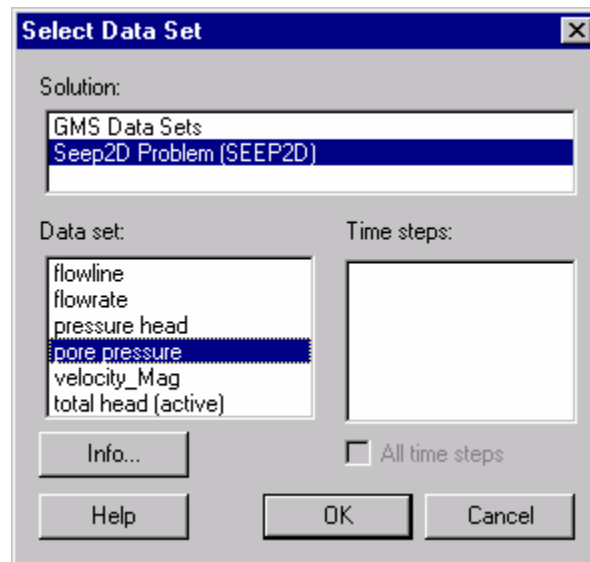 Select Data Set
Solution:
GMS Data Sets
Seep2D Problem (SEEP2D)
Data set:
Time steps:
flowline
flowrate
pressure head
pore pressure
velocity_Mag
total head (active)
Info...
All time steps
Help
OK
Cancel